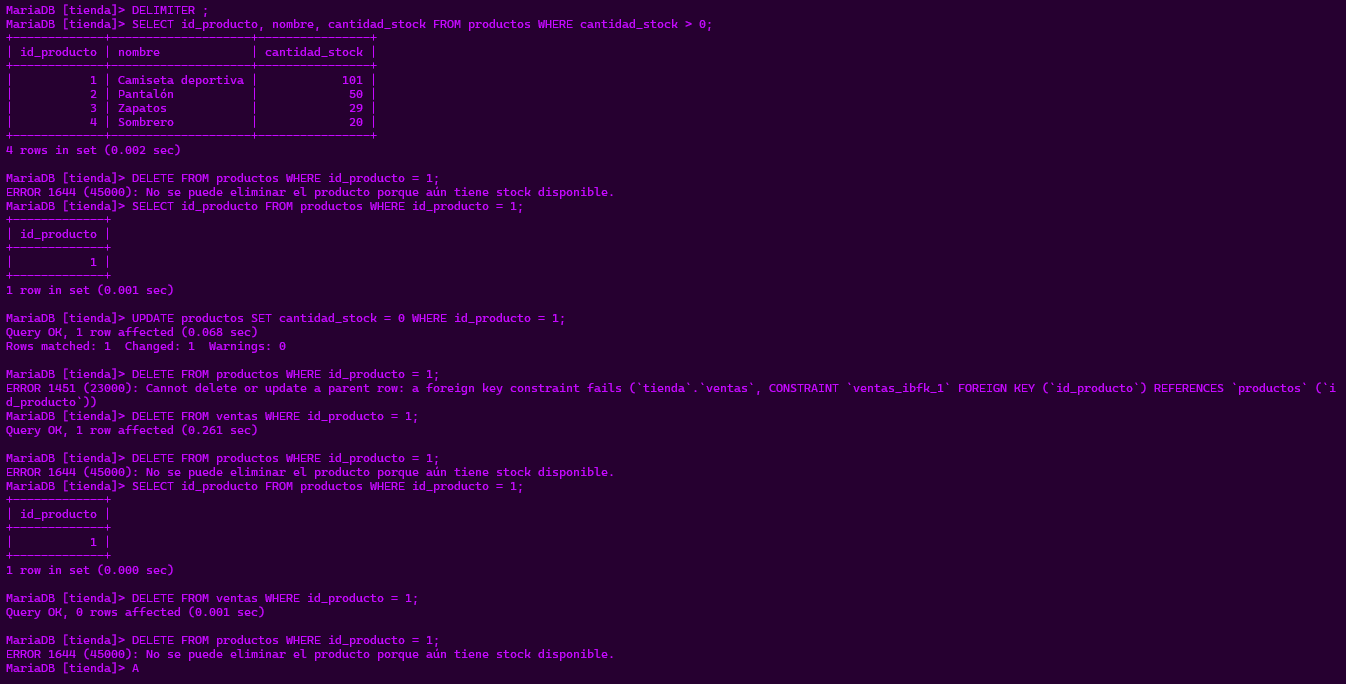 MariaDB [tienda]> DELIMITER ;
MariaDB [tienda]> SELECT id_producto, nombre, cantidad_stock FROM productos WHERE cantidad_stock > 0;
+-------------+--------------------+----------------+
| id_producto | nombre             | cantidad_stock |
+-------------+--------------------+----------------+
|           1 | Camiseta deportiva |            101 |
|           2 | Pantalón           |             50 |
|           3 | Zapatos            |             29 |
|           4 | Sombrero           |             20 |
+-------------+--------------------+----------------+
4 rows in set (0.002 sec)

MariaDB [tienda]> DELETE FROM productos WHERE id_producto = 1;
ERROR 1644 (45000): No se puede eliminar el producto porque aún tiene stock disponible.
MariaDB [tienda]> SELECT id_producto FROM productos WHERE id_producto = 1;
+-------------+
| id_producto |
+-------------+
|           1 |
+-------------+
1 row in set (0.001 sec)

MariaDB [tienda]> UPDATE productos SET cantidad_stock = 0 WHERE id_producto = 1;
Query OK, 1 row affected (0.068 sec)
Rows matched: 1  Changed: 1  Warnings: 0

MariaDB [tienda]> DELETE FROM productos WHERE id_producto = 1;
ERROR 1451 (23000): Cannot delete or update a parent row: a foreign key constraint fails (`tienda`.`ventas`, CONSTRAINT `ventas_ibfk_1` FOREIGN KEY (`id_producto`) REFERENCES `productos` (`i
d_producto`))
MariaDB [tienda]> DELETE FROM ventas WHERE id_producto = 1;
Query OK, 1 row affected (0.261 sec)

MariaDB [tienda]> DELETE FROM productos WHERE id_producto = 1;
ERROR 1644 (45000): No se puede eliminar el producto porque aún tiene stock disponible.
MariaDB [tienda]> SELECT id_producto FROM productos WHERE id_producto = 1;
+-------------+
| id_producto |
+-------------+
|           1 |
+-------------+
1 row in set (0.000 sec)

MariaDB [tienda]> DELETE FROM ventas WHERE id_producto = 1;
Query OK, 0 rows affected (0.001 sec)

MariaDB [tienda]> DELETE FROM productos WHERE id_producto = 1;
ERROR 1644 (45000): No se puede eliminar el producto porque aún tiene stock disponible.
MariaDB [tienda]> A